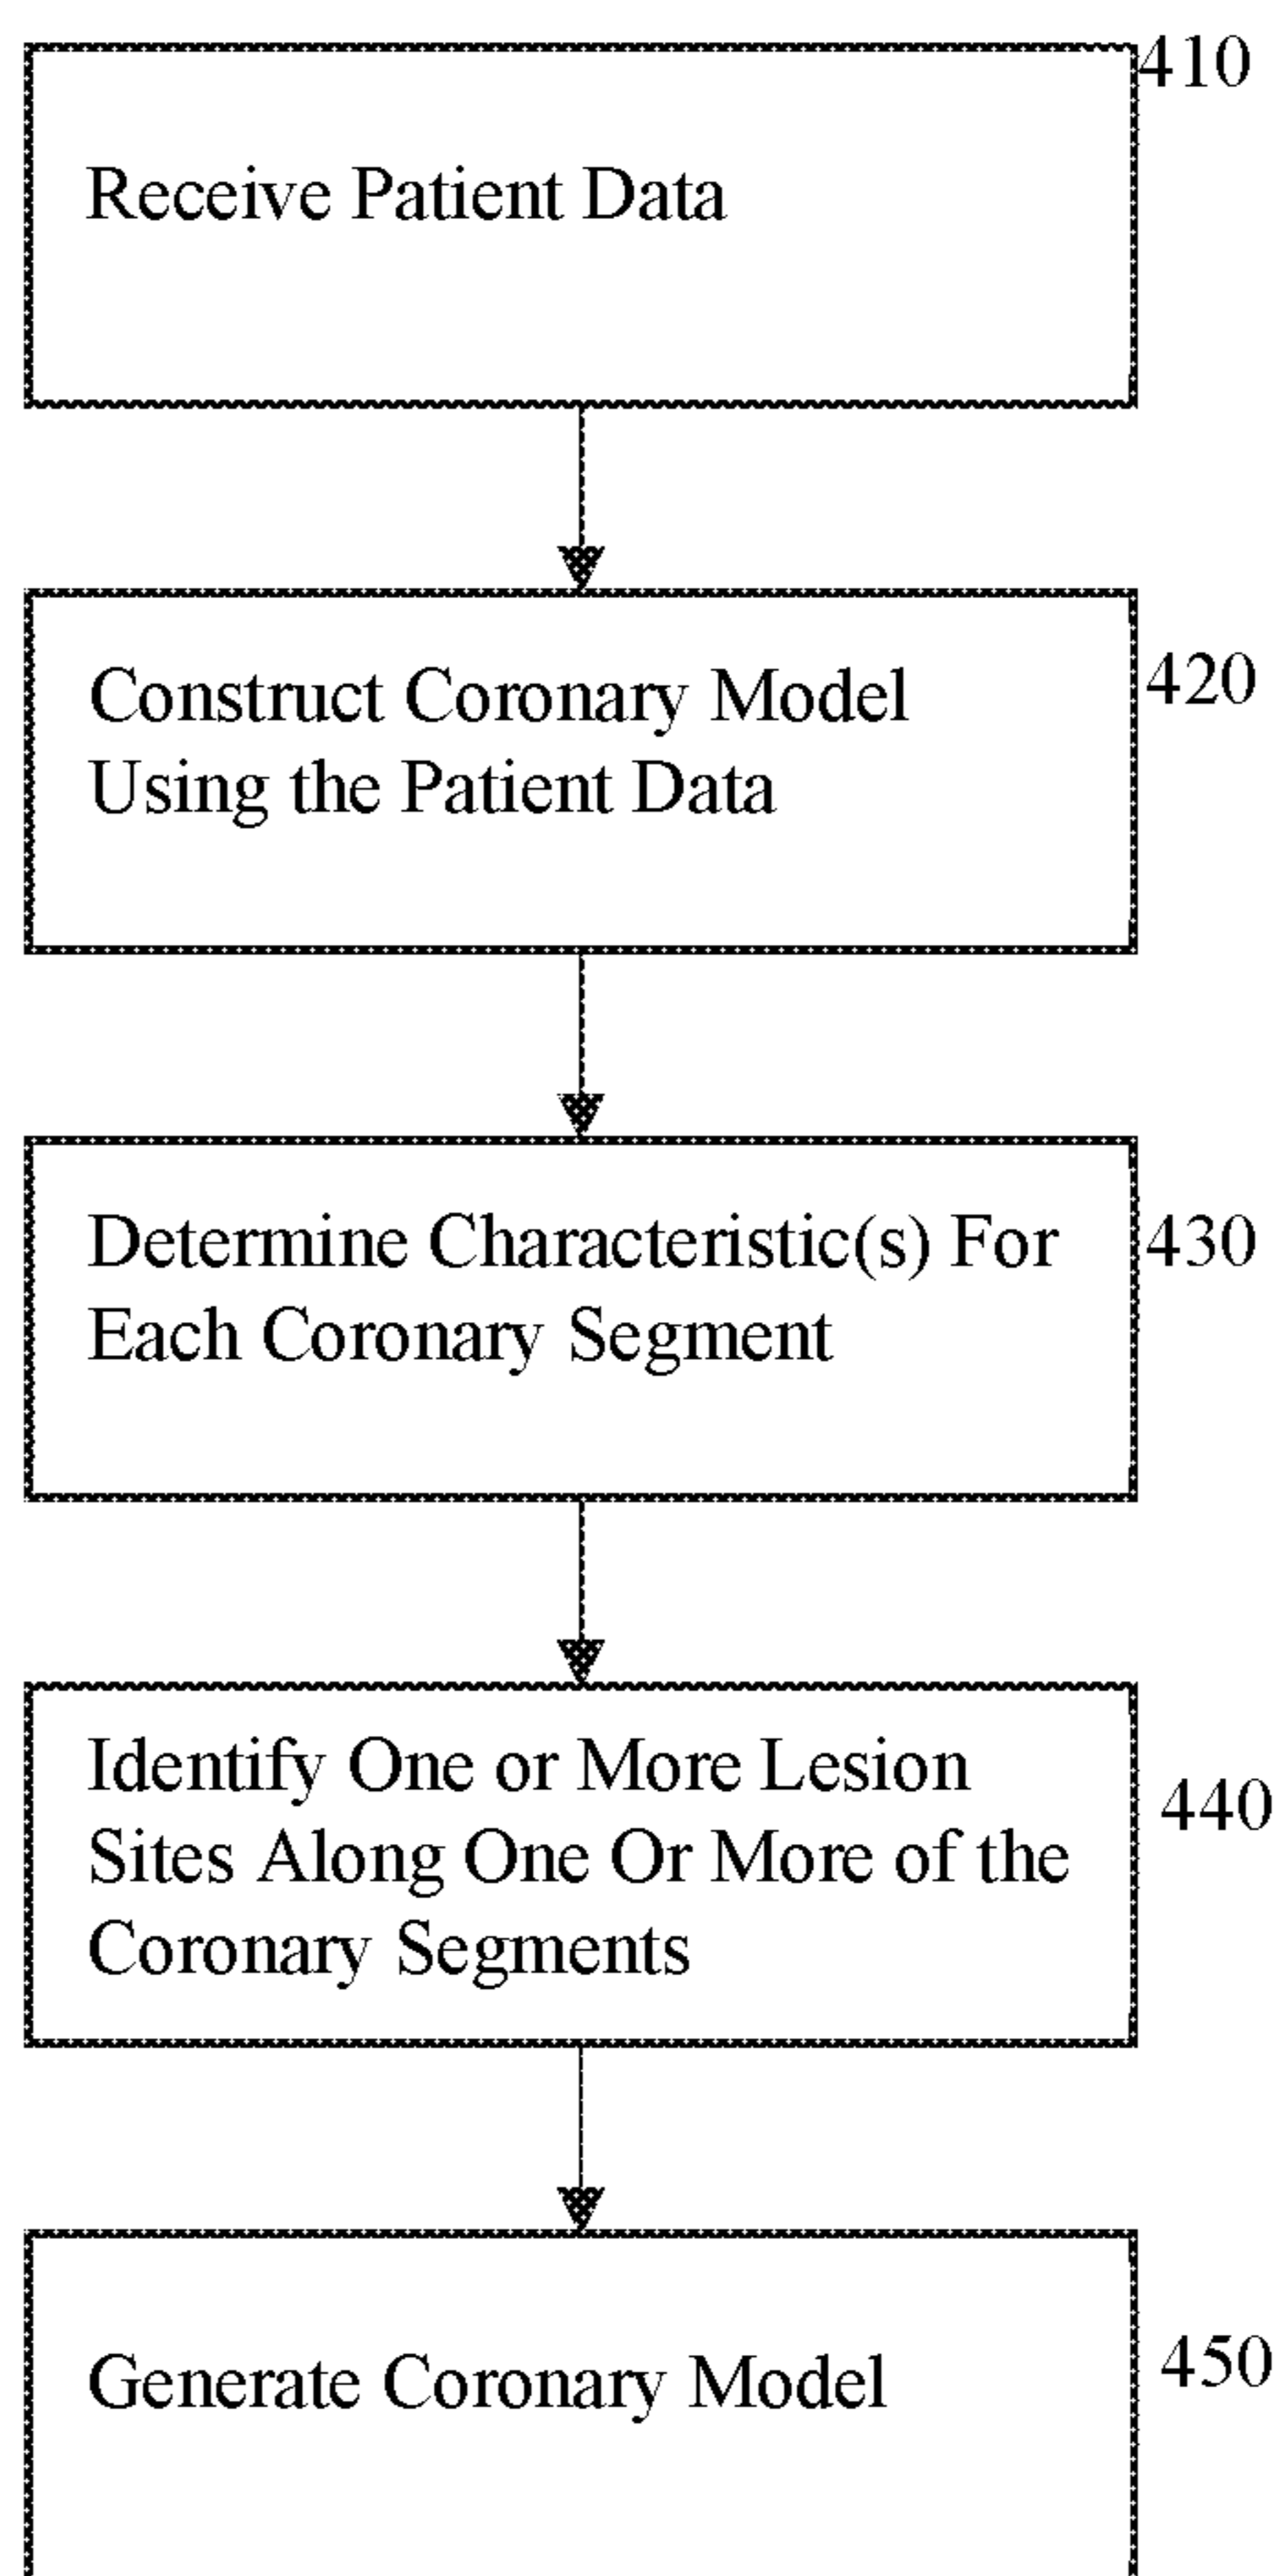 410
Receive Patient Data
420
Construct Coronary Model
Using the Patient Data
430
Determine Characteristic(s) For
Each Coronary Segment
440
Identify One or More Lesion
Sites Along One Or More of the
Coronary Segments
450
Generate Coronary Model